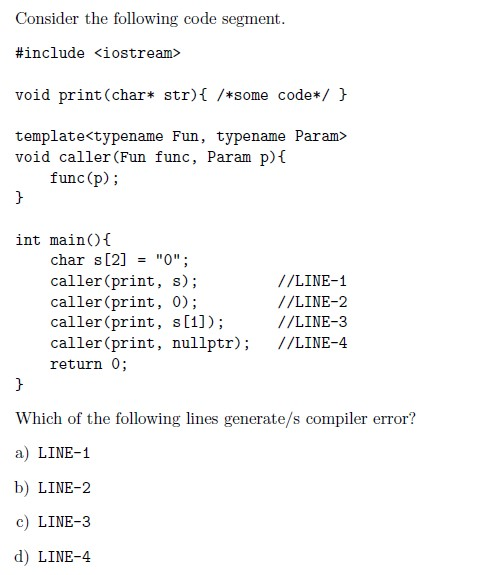 Consider the following code segment.
#include <iostream>
void print(char* str){ /*some code*/ }
template<typename Fun, typename Param>
void caller(Fun func, Param p){
func(p);
}
int main(){
char s[2] = "0";
caller(print, s); //LINE-1
caller(print, 0); //LINE-2
caller(print, s[1]); //LINE-3
caller(print, nullptr); //LINE-4
return 0;
}
Which of the following lines generate/s compiler error?
a) LINE-1
b) LINE-2
c) LINE-3
d) LINE-4